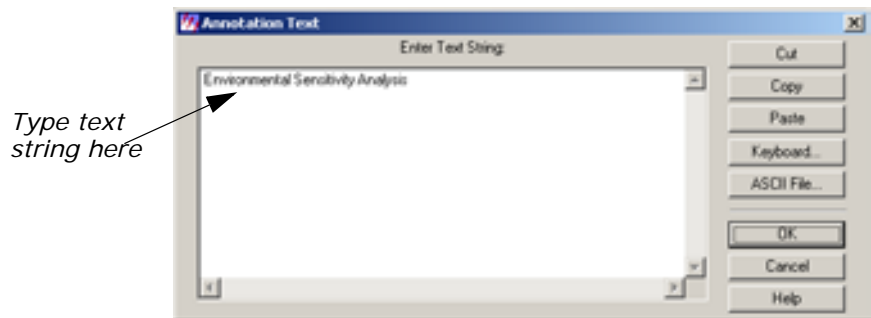 Annotation Text
Enter Text String:
Environmental Sensitivity Analysis
Type text
string here
Cut
Copy
Paste
Keyboard...
ASCII File...
OK
Cancel
Help